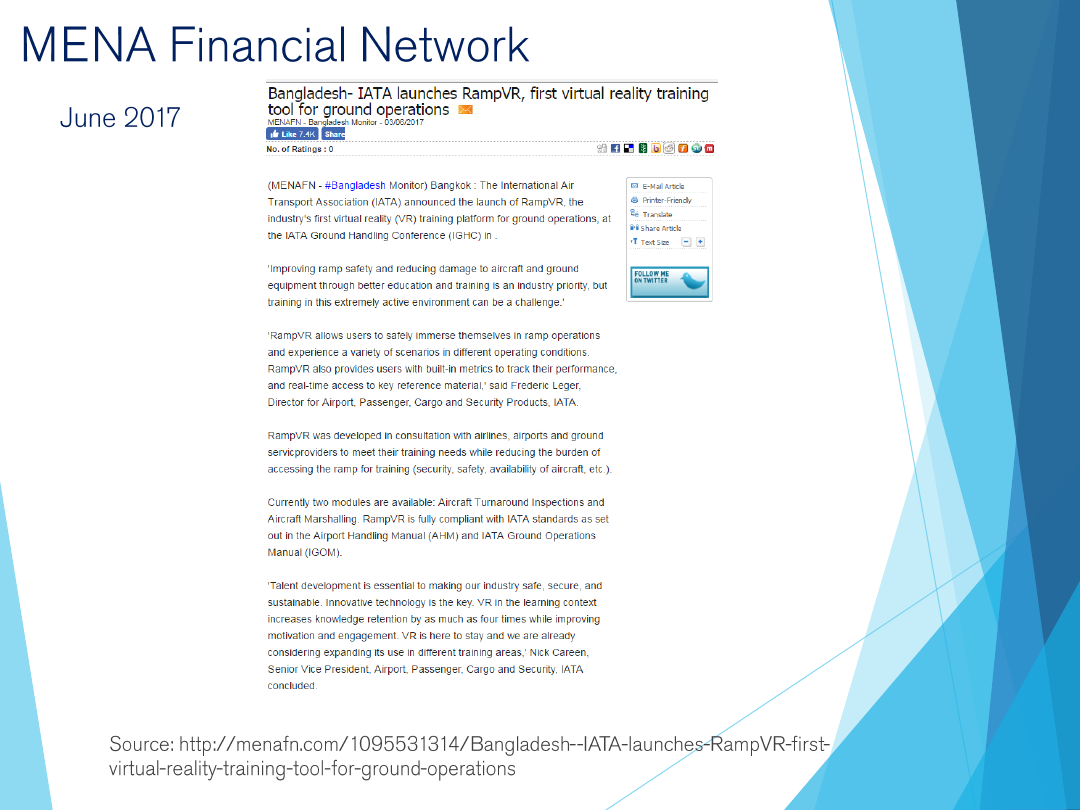 MENA Financial Network
June 2017
Bangladesh- IATA launches RampVR, first virtual reality training
tool for ground operations
MENAFN - Bangladesh Monitor - 03/06/2017
Like 7.4K Share
No. of Ratings : 0
(MENAFN - #Bangladesh Monitor) Bangkok : The International Air
Transport Association (IATA) announced the launch of RampVR, the
industry's first virtual reality (VR) training platform for ground operations, at
the IATA Ground Handling Conference (IGHC) in .
'Improving ramp safety and reducing damage to aircraft and ground
equipment through better education and training is an industry priority, but
training in this extremely active environment can be a challenge.'
'RampVR allows users to safely immerse themselves in ramp operations
and experience a variety of scenarios in different operating conditions.
RampVR also provides users with built-in metrics to track their performance,
and real-time access to key reference material,' said Frederic Leger,
Director for Airport, Passenger, Cargo and Security Products, IATA.
RampVR was developed in consultation with airlines, airports and ground
servicproviders to meet their training needs while reducing the burden of
accessing the ramp for training (security, safety, availability of aircraft, etc.).
Currently two modules are available: Aircraft Turnaround Inspections and
Aircraft Marshalling. RampVR is fully compliant with IATA standards as set
out in the Airport Handling Manual (AHM) and IATA Ground Operations
Manual (IGOM).
'Talent development is essential to making our industry safe, secure, and
sustainable. Innovative technology is the key. VR in the learning context
increases knowledge retention by as much as four times while improving
motivation and engagement. VR is here to stay and we are already
considering expanding its use in different training areas,' Nick Careen,
Senior Vice President, Airport, Passenger, Cargo and Security, IATA
concluded.
E-Mail Article
Printer-Friendly
Translate
Share Article
Text Size - +
FOLLOW ME
ON TWITTER
Source: http://menafn.com/1095531314/Bangladesh--IATA-launches-RampVR-first-
virtual-reality-training-tool-for-ground-operations